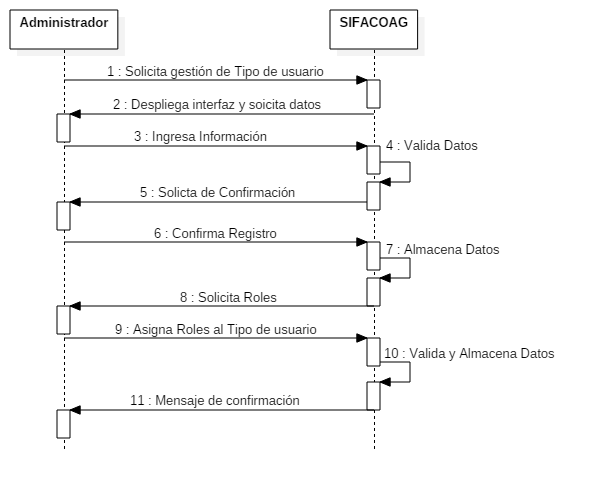 Administrador
SIFACOAG
1 : Solicita gestión de Tipo de usuario
2 : Despliega interfaz y soicita datos
3 : Ingresa Información
4 : Valida Datos
5 : Solicta de Confirmación
6 : Confirma Registro
7 : Almacena Datos
8 : Solicita Roles
9 : Asigna Roles al Tipo de usuario
10 : Valida y Almacena Datos
11 : Mensaje de confirmación